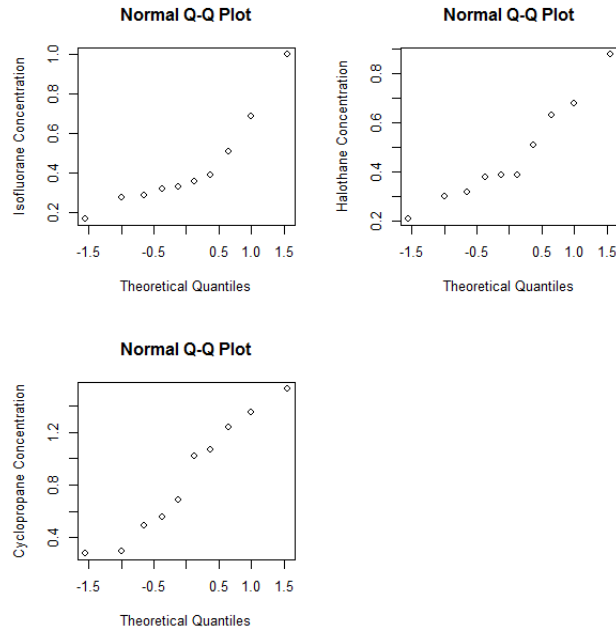 Normal Q-Q Plot
Isofluorane Concentration
1.0
0.8
0.6
0.4
0.2
-1.5 -0.5 0.5 1.0 1.5
Theoretical Quantiles
Normal Q-Q Plot
Halothane Concentration
0.8
0.6
0.4
0.2
-1.5 -0.5 0.5 1.0 1.5
Theoretical Quantiles
Normal Q-Q Plot
Cyclopropane Concentration
1.2
0.8
0.4
-1.5 -0.5 0.5 1.0 1.5
Theoretical Quantiles